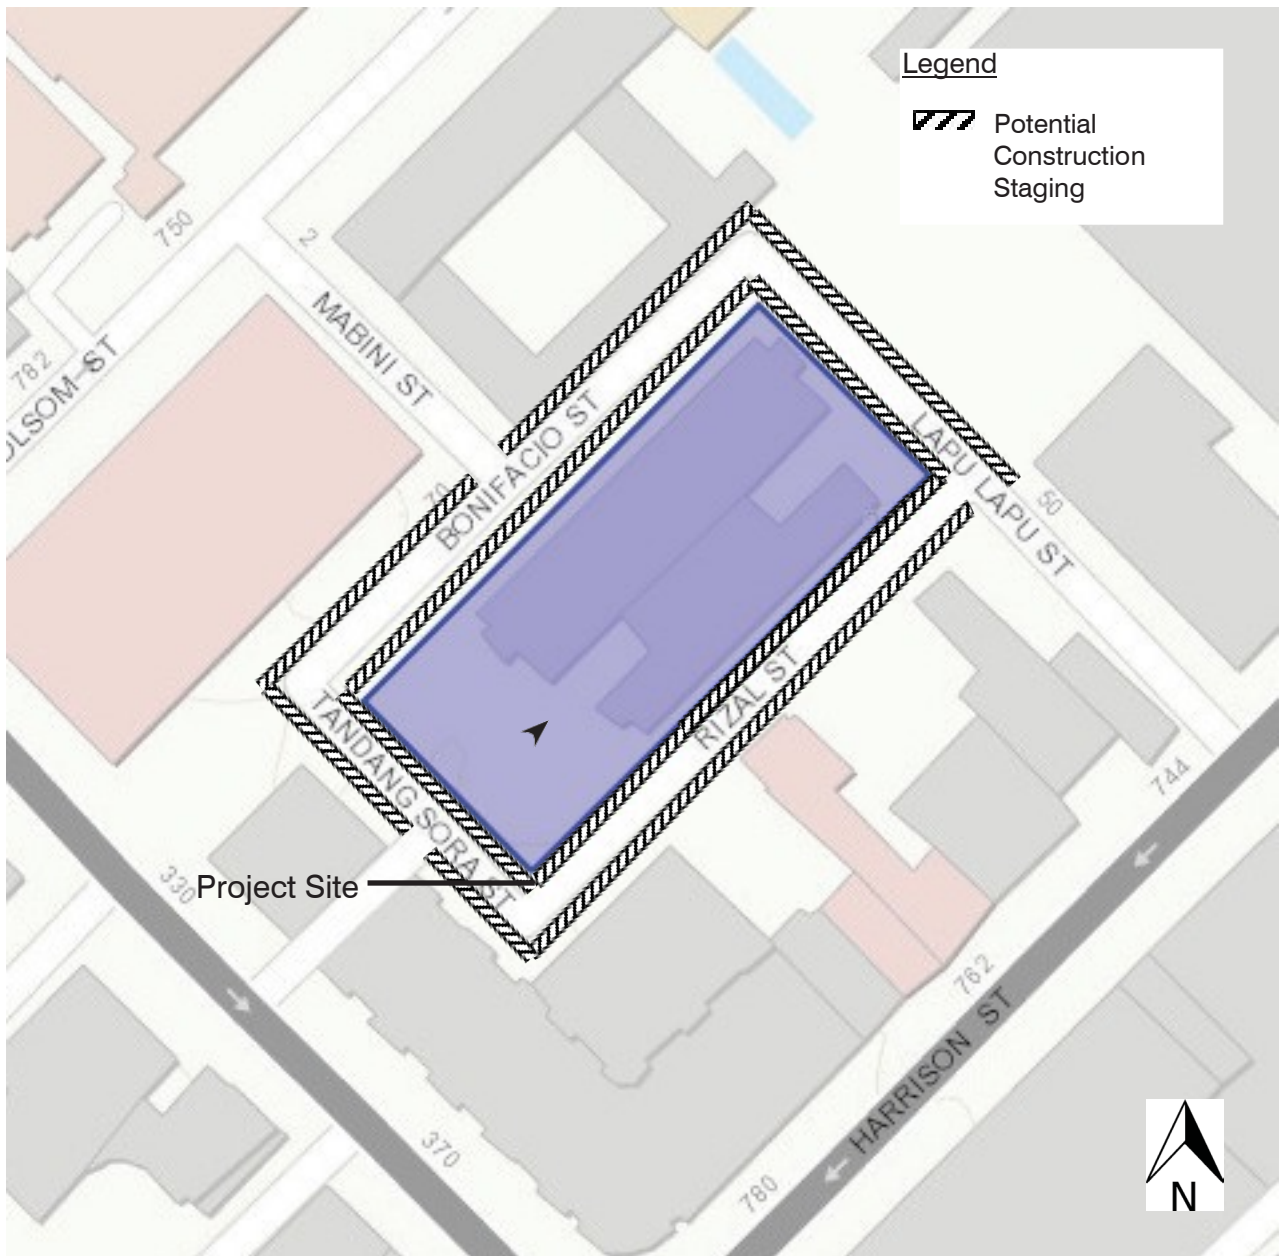 Legend
Potential
Construction
Staging
750
2
MABINI ST
782
OLSOM ST
BONIFACIO ST
70
LAPU LAPU ST
50
RIZAL ST
TANDANG SORA ST
744
330
Project Site
762
HARRISON ST
370
780
N